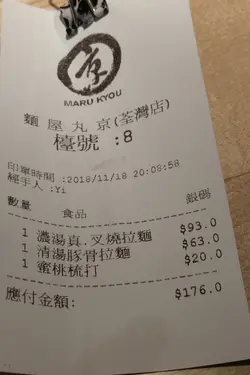 京
MARU KYOU
麵屋丸京(荃灣店)
檯號 :8
印單時間 :2018/11/18 20:08:58
經手人 :Yi
數量 食品 銀碼
1 濃湯真.叉燒拉麵 $93.0
1 清湯豚骨拉麵 $63.0
1 蜜桃梳打 $20.0
應付金額: $176.0